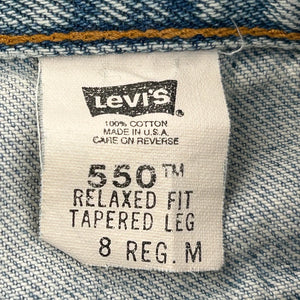 LEVI'S
100% COTTON
MADE IN U.S.A.
CARE ON REVERSE
550™
RELAXED FIT
TAPERED LEG
8 REG. M